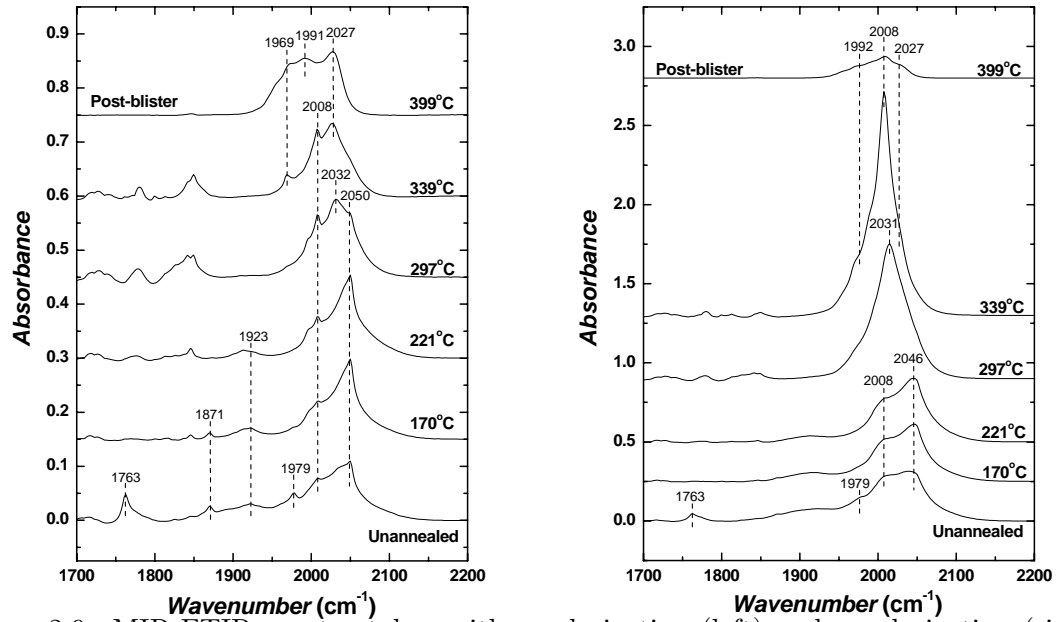 0.9
0.8
0.7
0.6
0.5
0.4
0.3
0.2
0.1
0.0
Absorbance
1969
1991
2027
Post-blister
399°C
2008
339°C
2032
2050
297°C
1923
221°C
1871
170°C
1763
1979
Unannealed
1700 1800 1900 2000 2100 2200
Wavenumber (cm-1)
3.0
2.5
2.0
1.5
1.0
0.5
0.0
Absorbance
1992
2008
2027
Post-blister
399°C
2031
339°C
297°C
2008
2046
221°C
170°C
1763
1979
Unannealed
1700 1800 1900 2000 2100 2200
Wavenumber (cm-1)